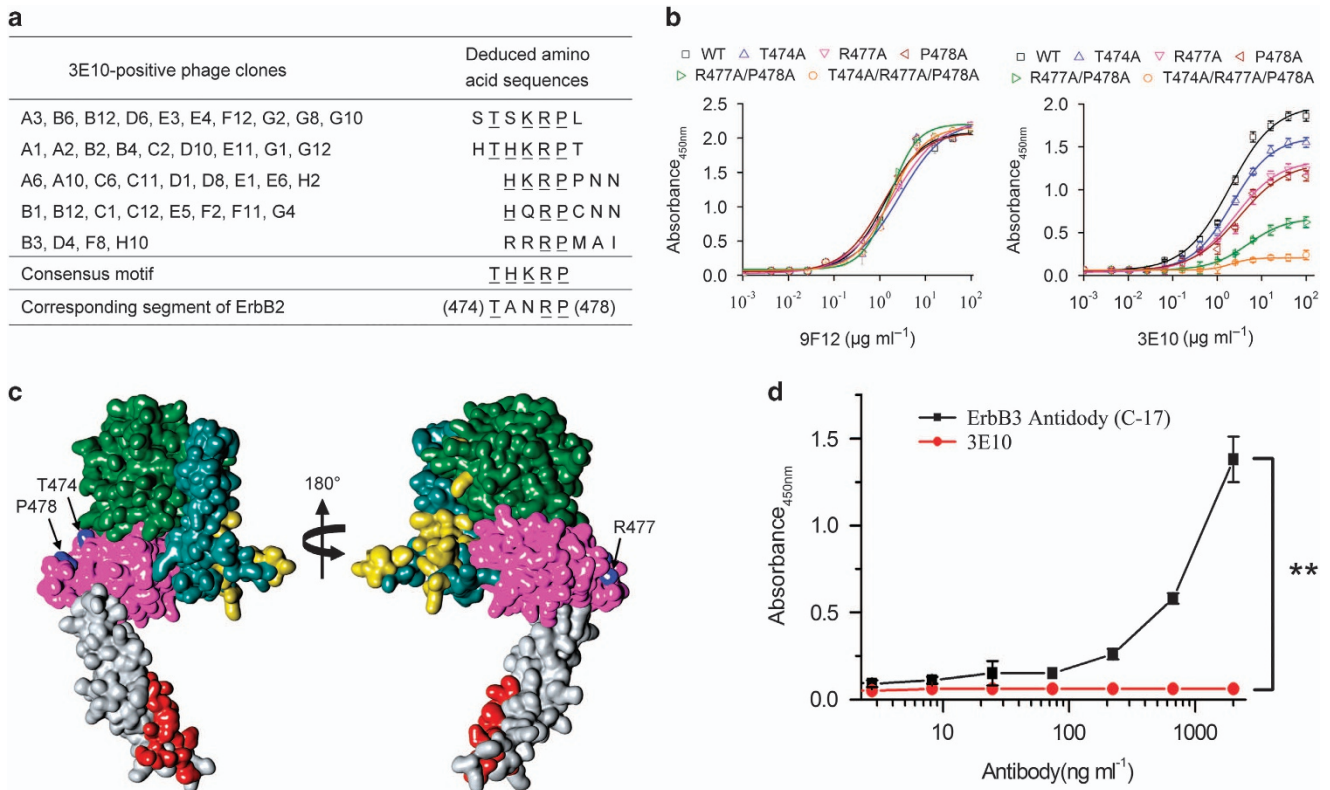 a
3E10-positive phage clones
Deduced amino
acid sequences
A3, B6, B12, D6, E3, E4, F12, G2, G8, G10
S T S K R P L
A1, A2, B2, B4, C2, D10, E11, G1, G12
H T H K R P T
A6, A10, C6, C11, D1, D8, E1, E6, H2
H K R P P N N
B1, B12, C1, C12, E5, F2, F11, G4
H Q R P C N N
B3, D4, F8, H10
R R R P M A I
Consensus motif
T H K R P
Corresponding segment of ErbB2
(474) T A N R P (478)
b
WT T474A R477A P478A
R477A/P478A T474A/R477A/P478A
Absorbance450nm
2.5
2.0
1.5
1.0
0.5
0.0
10⁻³ 10⁻² 10⁻¹ 10⁰ 10¹ 10²
9F12 (µg ml⁻¹)
WT T474A R477A P478A
R477A/P478A T474A/R477A/P478A
Absorbance450nm
2.0
1.5
1.0
0.5
0.0
10⁻³ 10⁻² 10⁻¹ 10⁰ 10¹ 10²
3E10 (µg ml⁻¹)
c
T474
P478
180°
R477
d
ErbB3 Antidody (C-17)
3E10
Absorbance450nm
1.5
1.0
0.5
0.0
10 100 1000
Antibody(ng ml⁻¹)
**